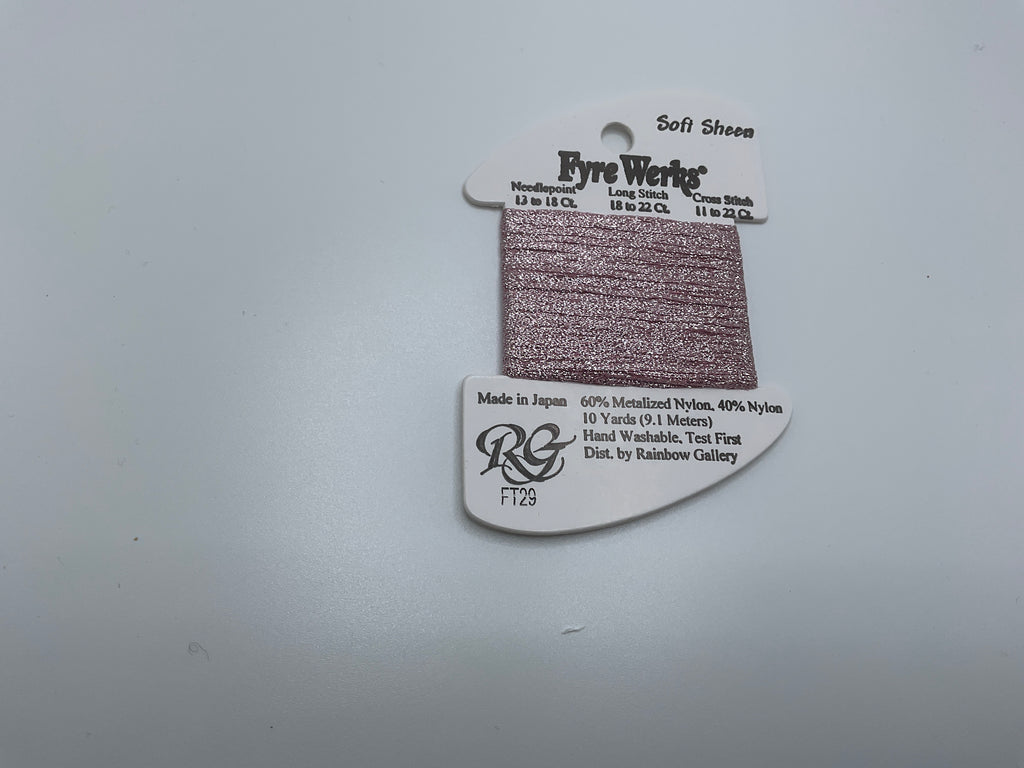 Soft Sheen
Fyre Werks®
Needlepoint Long Stitch Cross Stitch
13 to 18 Ct. 18 to 22 Ct. 11 to 22 Ct.
Made in Japan 60% Metalized Nylon, 40% Nylon
10 Yards (9.1 Meters)
Hand Washable, Test First
Dist. by Rainbow Gallery
RG
FT29